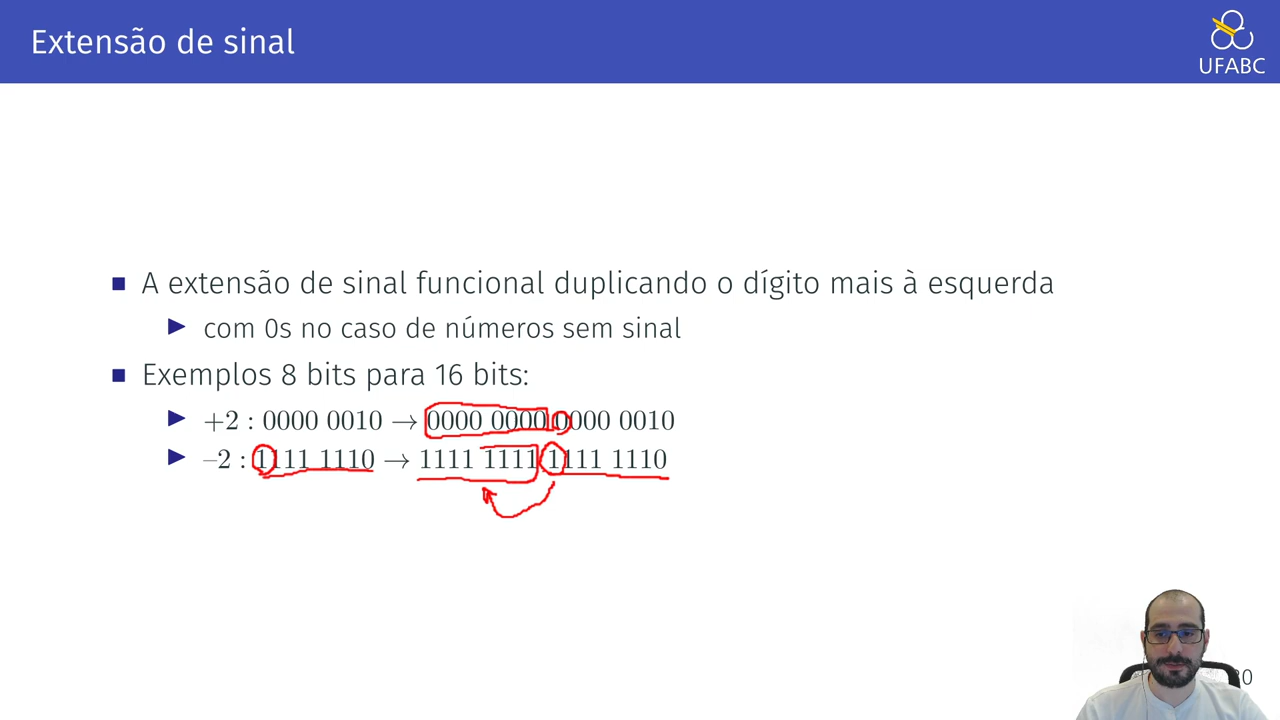 Extensão de sinal
UFABC
A extensão de sinal funcional duplicando o dígito mais à esquerda
com 0s no caso de números sem sinal
Exemplos 8 bits para 16 bits:
+2 : 0000 0010 → 0000 0000 0000 0010
–2 : 1111 1110 → 1111 1111 1111 1110